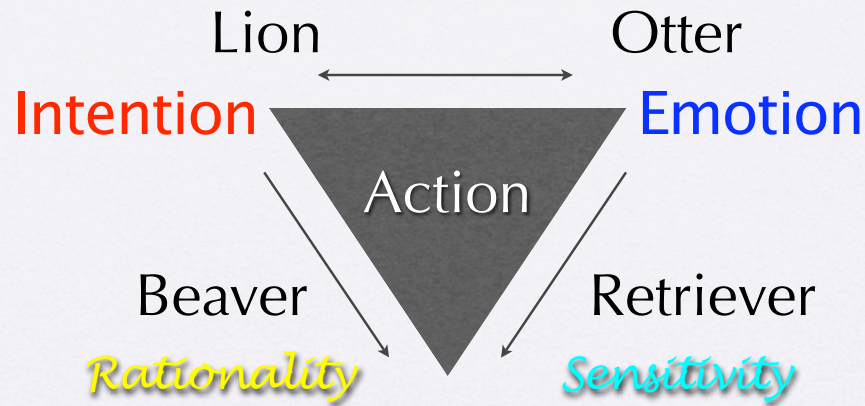 Lion
Otter
Intention
Emotion
Action
Beaver
Retriever
Rationality
Sensitivity